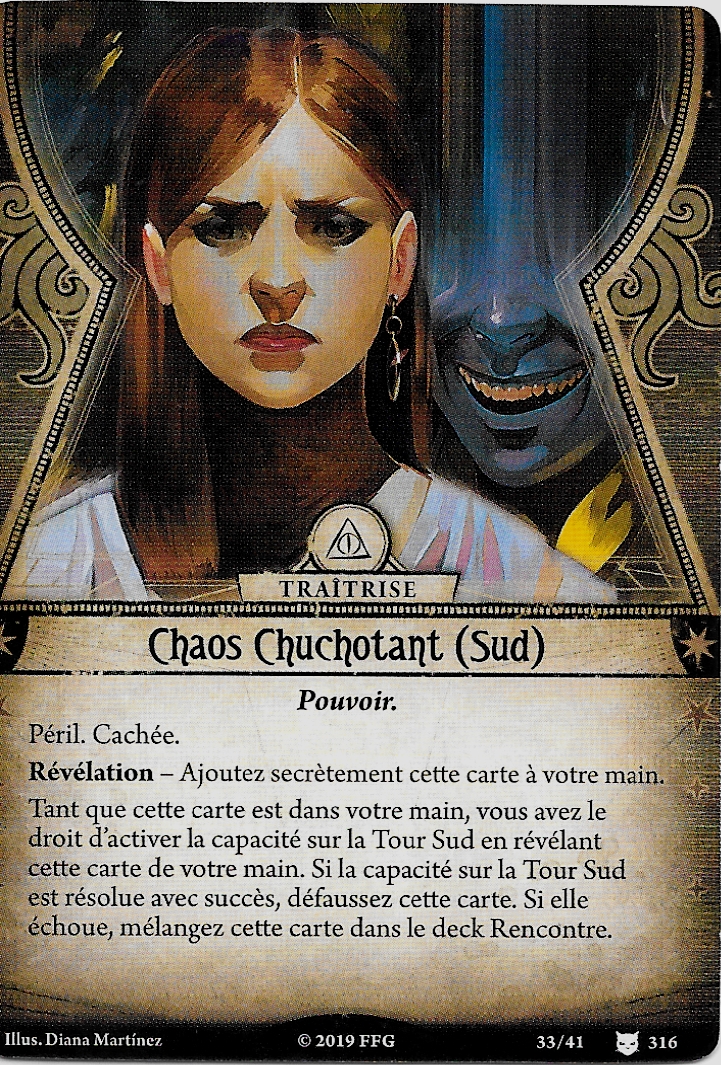 TRAÎTRISE
Chaos Chuchotant (Sud)
Pouvoir.
Péril. Cachée.
Révélation – Ajoutez secrètement cette carte à votre main.
Tant que cette carte est dans votre main, vous avez le
droit d'activer la capacité sur la Tour Sud en révélant
cette carte de votre main. Si la capacité sur la Tour Sud
est résolue avec succès, défaussez cette carte. Si elle
échoue, mélangez cette carte dans le deck Rencontre.
Illus. Diana Martínez © 2019 FFG 33/41 316